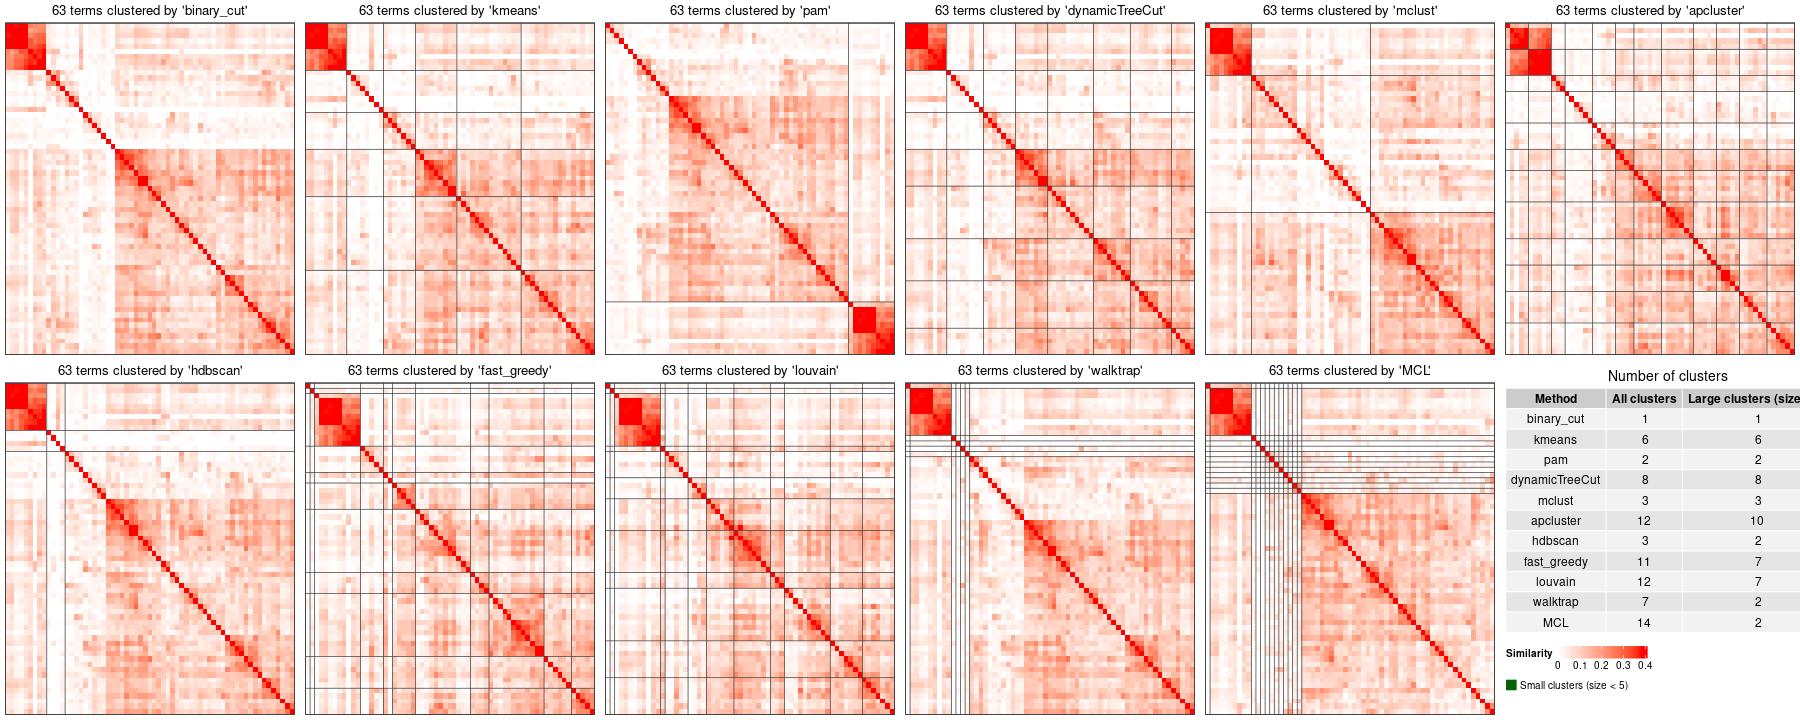 63 terms clustered by 'binary_cut'
63 terms clustered by 'kmeans'
63 terms clustered by 'pam'
63 terms clustered by 'dynamicTreeCut'
63 terms clustered by 'mclust'
63 terms clustered by 'apcluster'
63 terms clustered by 'hdbscan'
63 terms clustered by 'fast_greedy'
63 terms clustered by 'louvain'
63 terms clustered by 'walktrap'
63 terms clustered by 'MCL'
Number of clusters
Method All clusters Large clusters (size
binary_cut 1 1
kmeans 6 6
pam 2 2
dynamicTreeCut 8 8
mclust 3 3
apcluster 12 10
hdbscan 3 2
fast_greedy 11 7
louvain 12 7
walktrap 7 2
MCL 14 2
Similarity
0 0.1 0.2 0.3 0.4
Small clusters (size < 5)